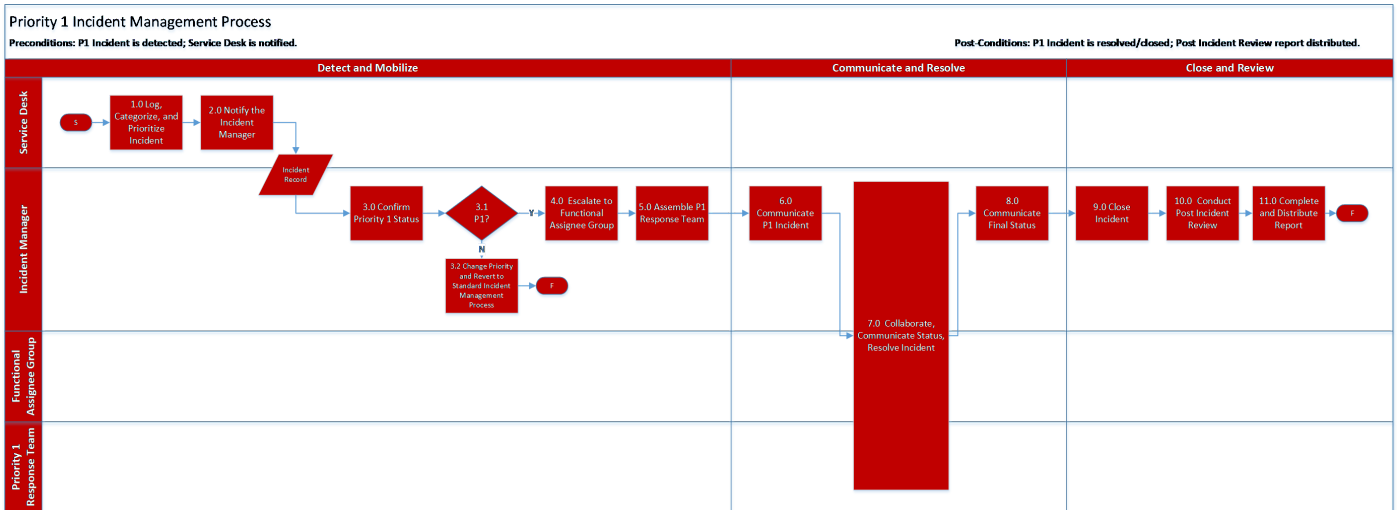 Priority 1 Incident Management Process
Preconditions: P1 Incident is detected; Service Desk is notified.
Post-Conditions: P1 Incident is resolved/closed; Post Incident Review report distributed.
Detect and Mobilize
Communicate and Resolve
Close and Review
Service Desk
S
1.0 Log,
Categorize, and
Prioritize
Incident
2.0 Notify the
Incident
Manager
Incident
Record
Incident Manager
3.0 Confirm
Priority 1 Status
3.1
P1?
Y
N
3.2 Change Priority
and Revert to
Standard Incident
Management
Process
F
4.0 Escalate to
Functional
Assignee Group
5.0 Assemble P1
Response Team
6.0
Communicate
P1 Incident
7.0 Collaborate,
Communicate Status,
Resolve Incident
8.0
Communicate
Final Status
9.0 Close
Incident
10.0 Conduct
Post Incident
Review
11.0 Complete
and Distribute
Report
F
Functional
Assignee Group
Priority 1
Response Team